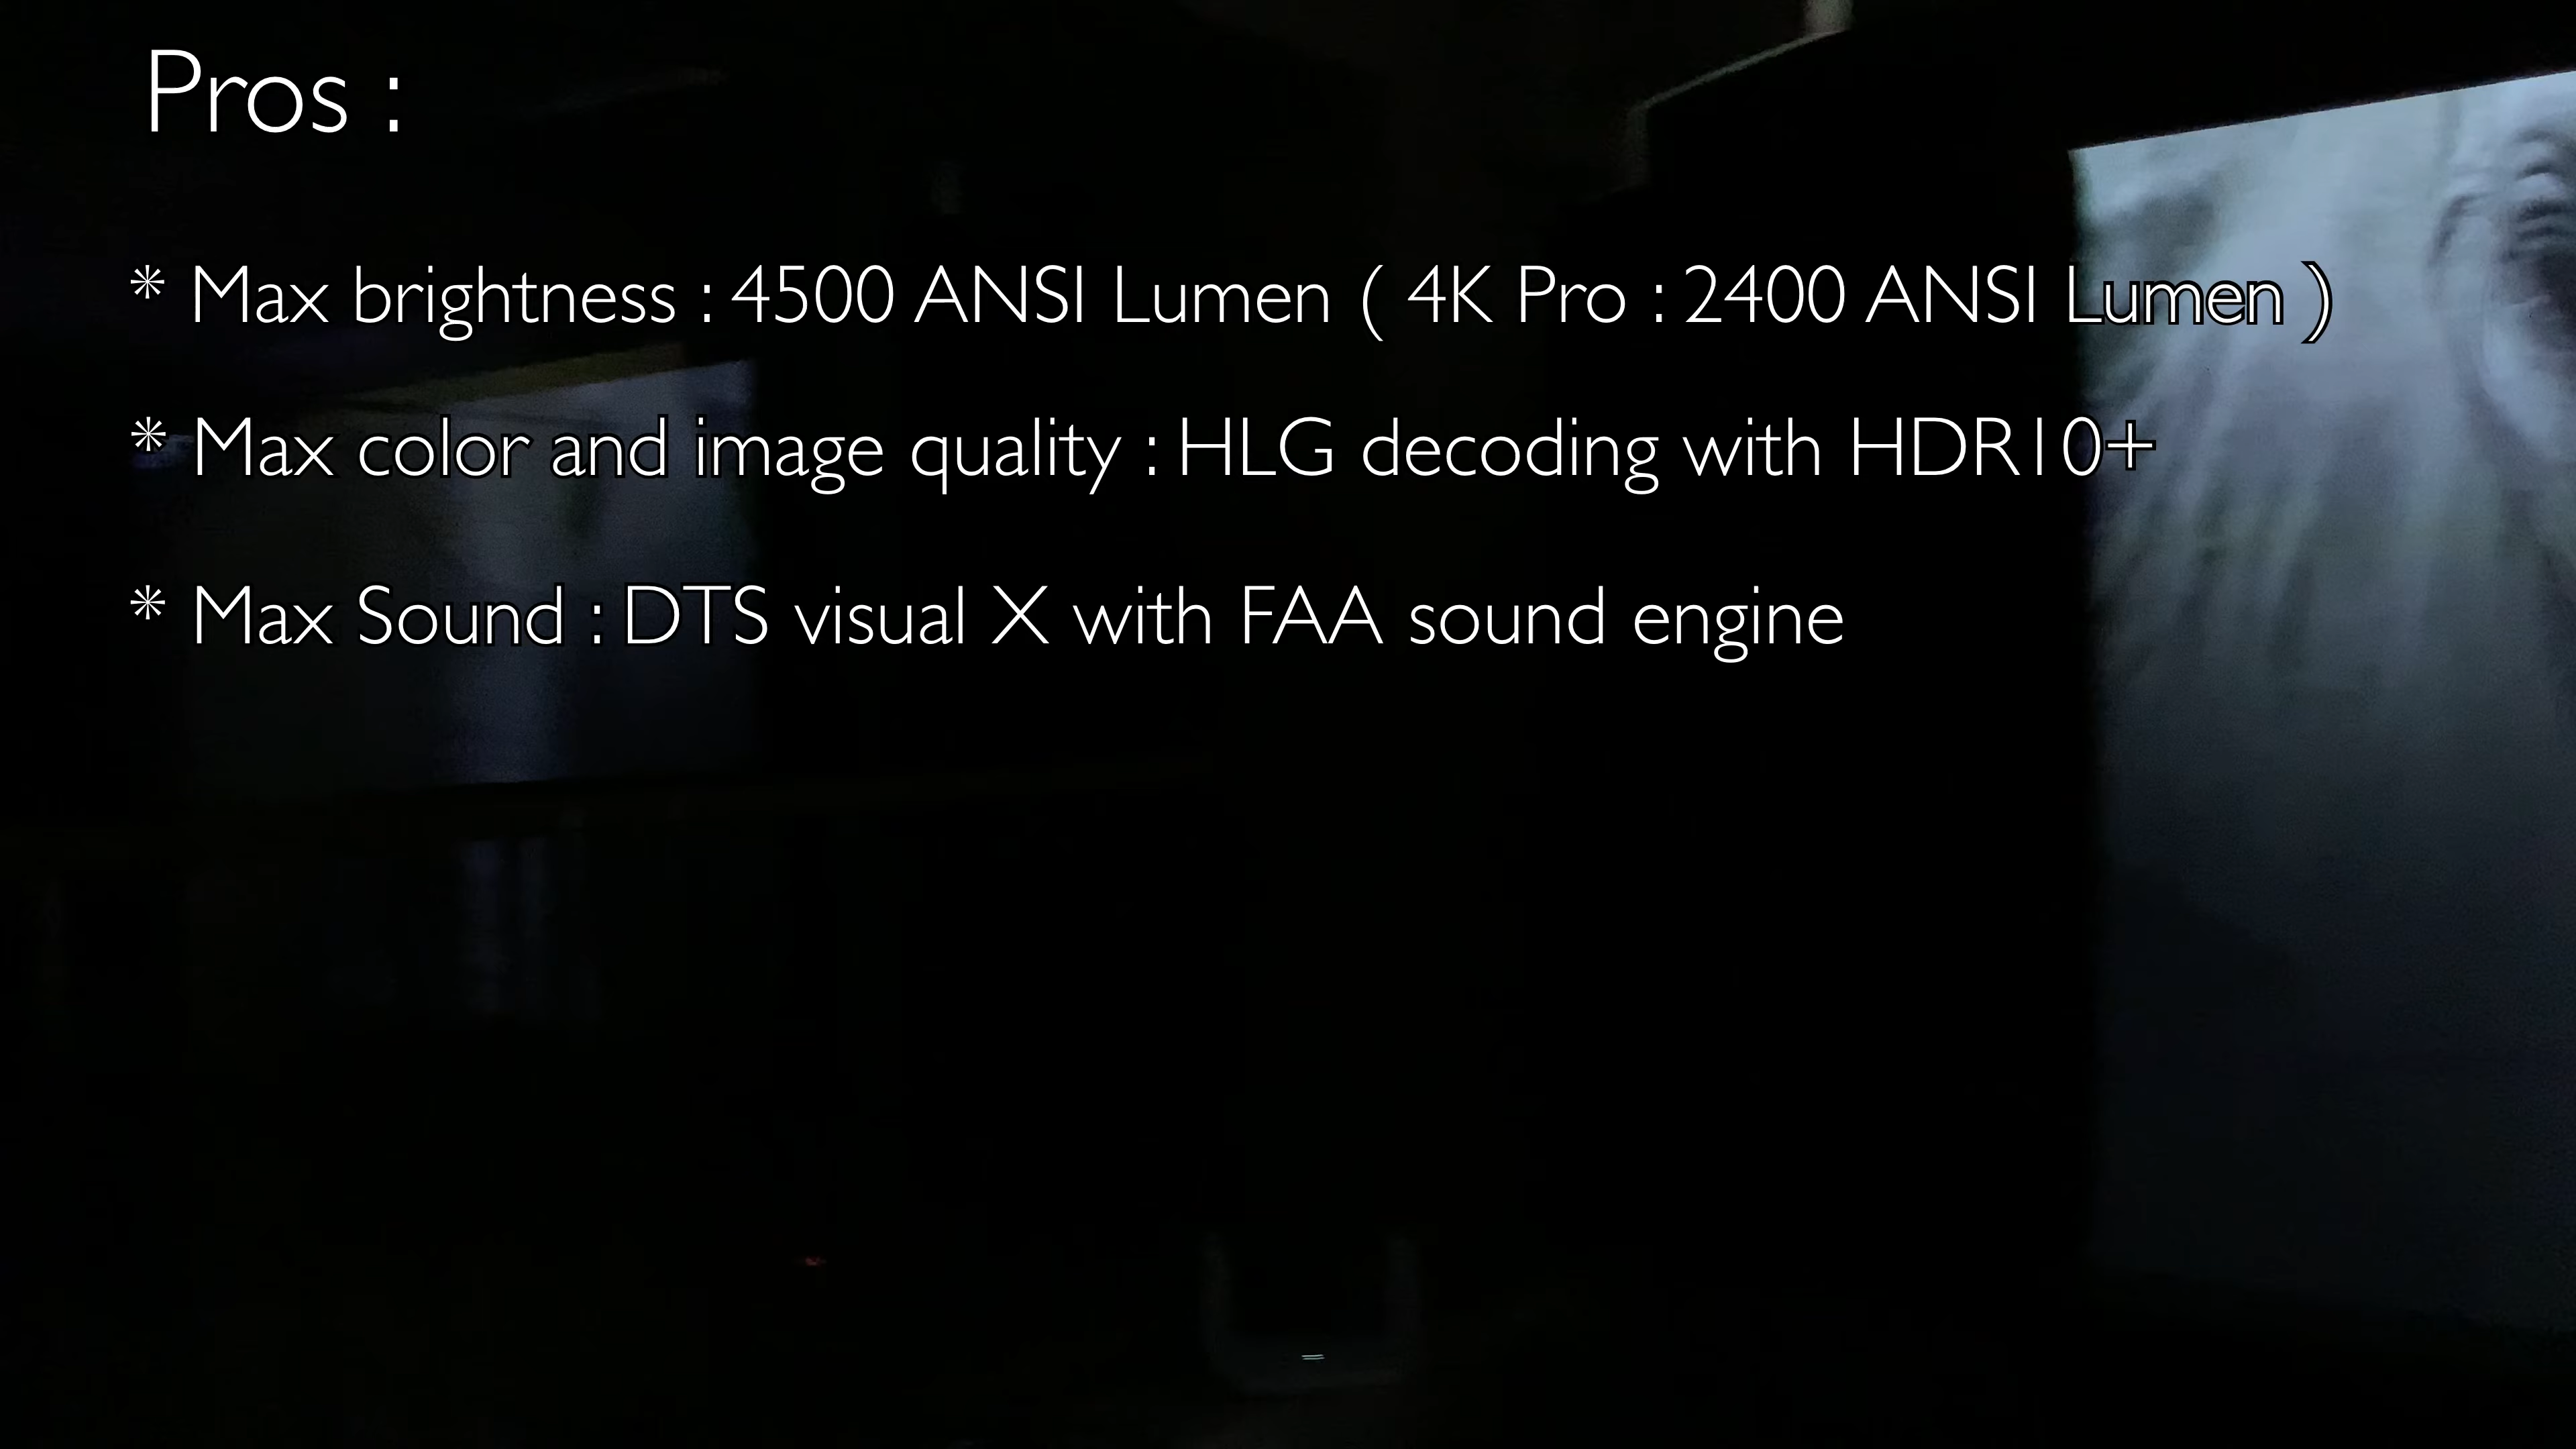 Pros :
* Max brightness : 4500 ANSI Lumen ( 4K Pro : 2400 ANSI Lumen )
* Max color and image quality : HLG decoding with HDR10+
* Max Sound : DTS visual X with FAA sound engine